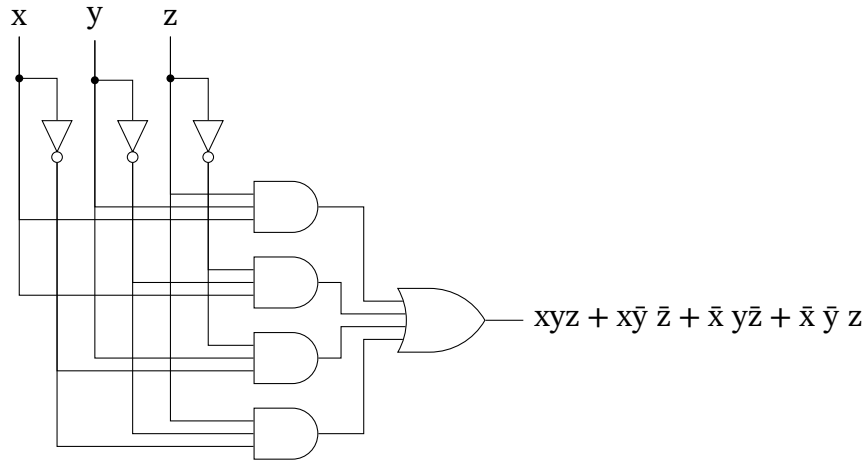 x y z
xyz + xȳ z̄ + x̄ yz̄ + x̄ ȳ z